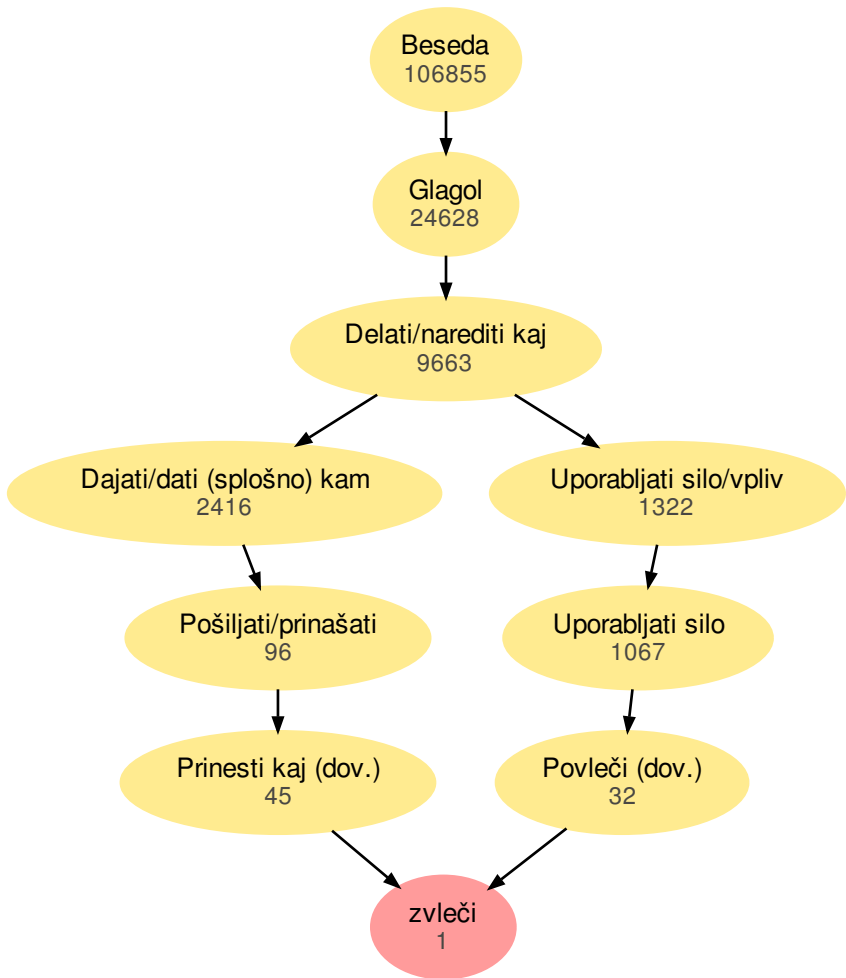 Beseda
106855
Glagol
24628
Delati/narediti kaj
9663
Dajati/dati (splošno) kam
2416
Uporabljati silo/vpliv
1322
Pošiljati/prinašati
96
Uporabljati silo
1067
Prinesti kaj (dov.)
45
Povleči (dov.)
32
zvleči
1